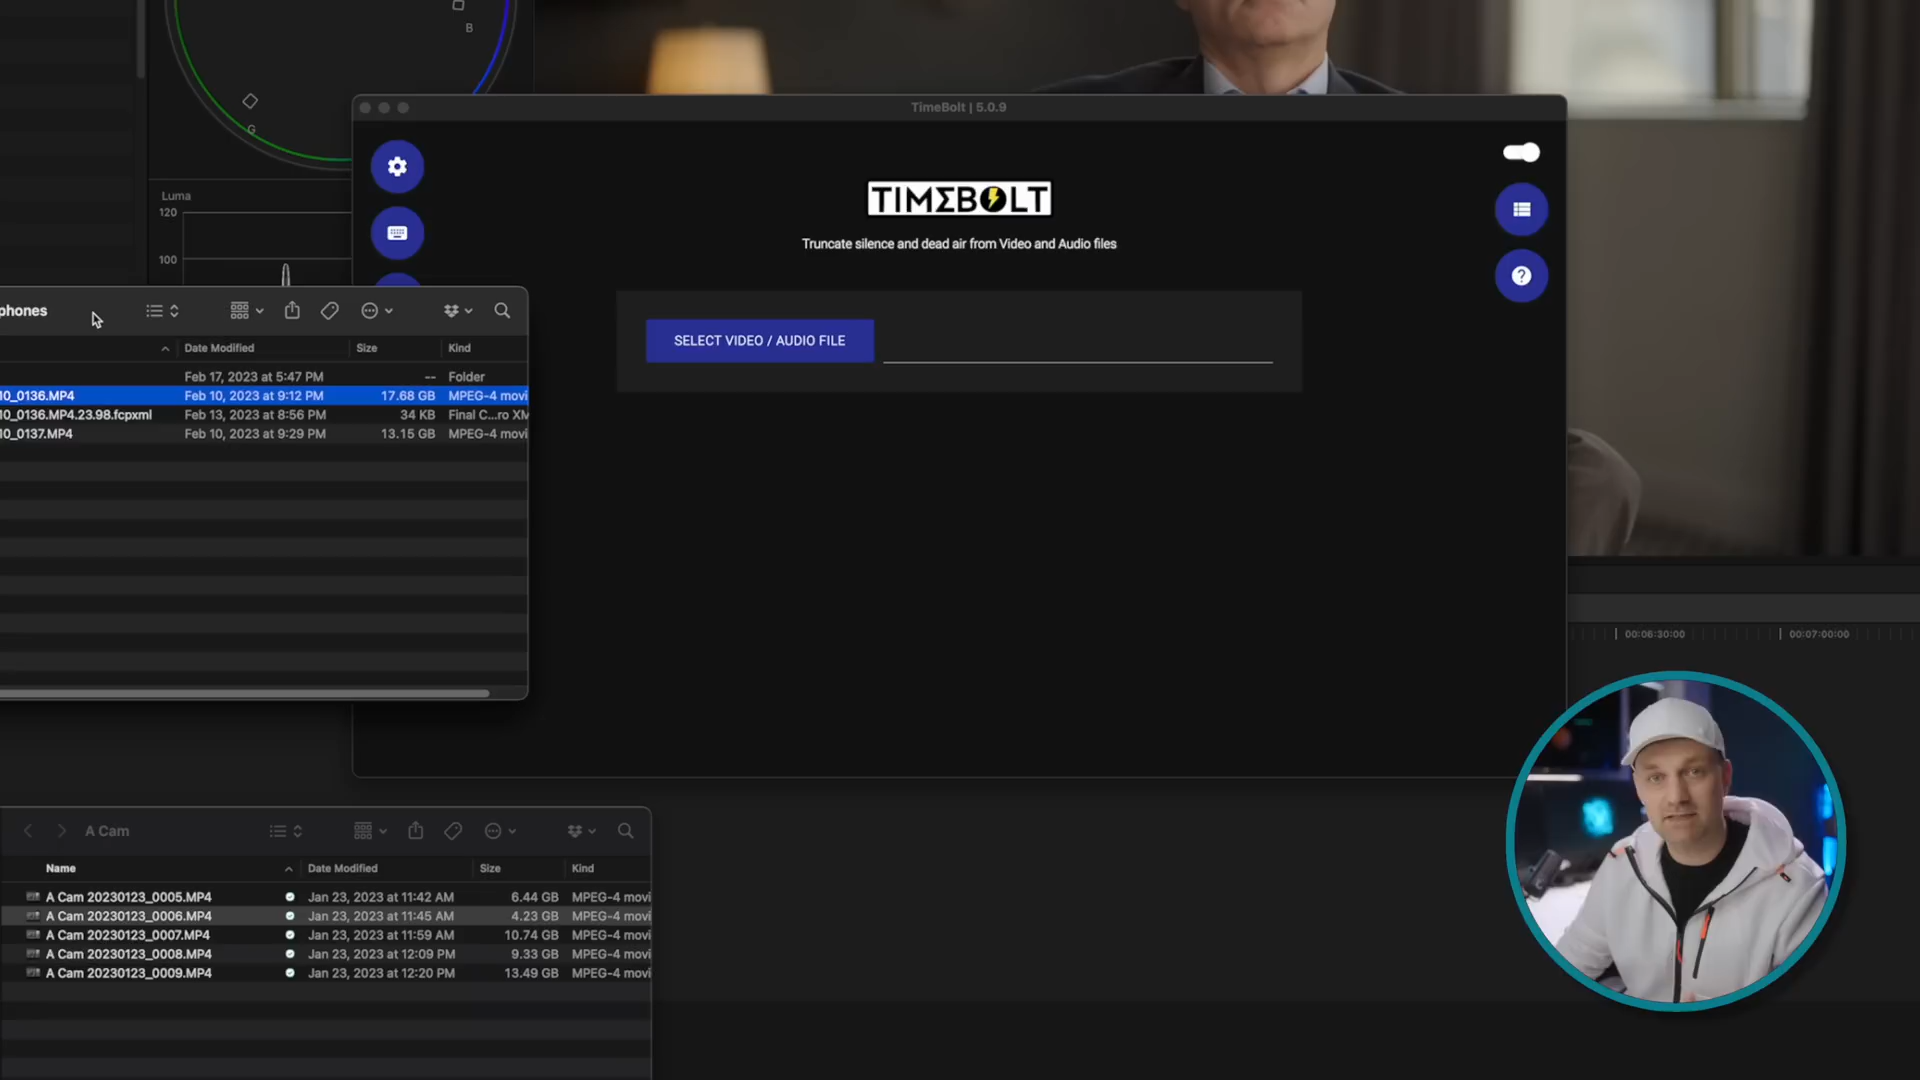 B
G
Luma
120
100
TimeBolt | 5.0.9
TIMΣBOLT
Truncate silence and dead air from Video and Audio files
SELECT VIDEO / AUDIO FILE
phones
Date Modified Size Kind
Feb 17, 2023 at 5:47 PM -- Folder
10_0136.MP4 Feb 10, 2023 at 9:12 PM 17.68 GB MPEG-4 movi
10_0136.MP4.23.98.fcpxml Feb 13, 2023 at 8:56 PM 34 KB Final C...ro XM
10_0137.MP4 Feb 10, 2023 at 9:29 PM 13.15 GB MPEG-4 movi
00:06:30:00 00:07:00:00
A Cam
Name Date Modified Size Kind
A Cam 20230123_0005.MP4 Jan 23, 2023 at 11:42 AM 6.44 GB MPEG-4 movi
A Cam 20230123_0006.MP4 Jan 23, 2023 at 11:45 AM 4.23 GB MPEG-4 movi
A Cam 20230123_0007.MP4 Jan 23, 2023 at 11:59 AM 10.74 GB MPEG-4 movi
A Cam 20230123_0008.MP4 Jan 23, 2023 at 12:09 PM 9.33 GB MPEG-4 movi
A Cam 20230123_0009.MP4 Jan 23, 2023 at 12:20 PM 13.49 GB MPEG-4 movi